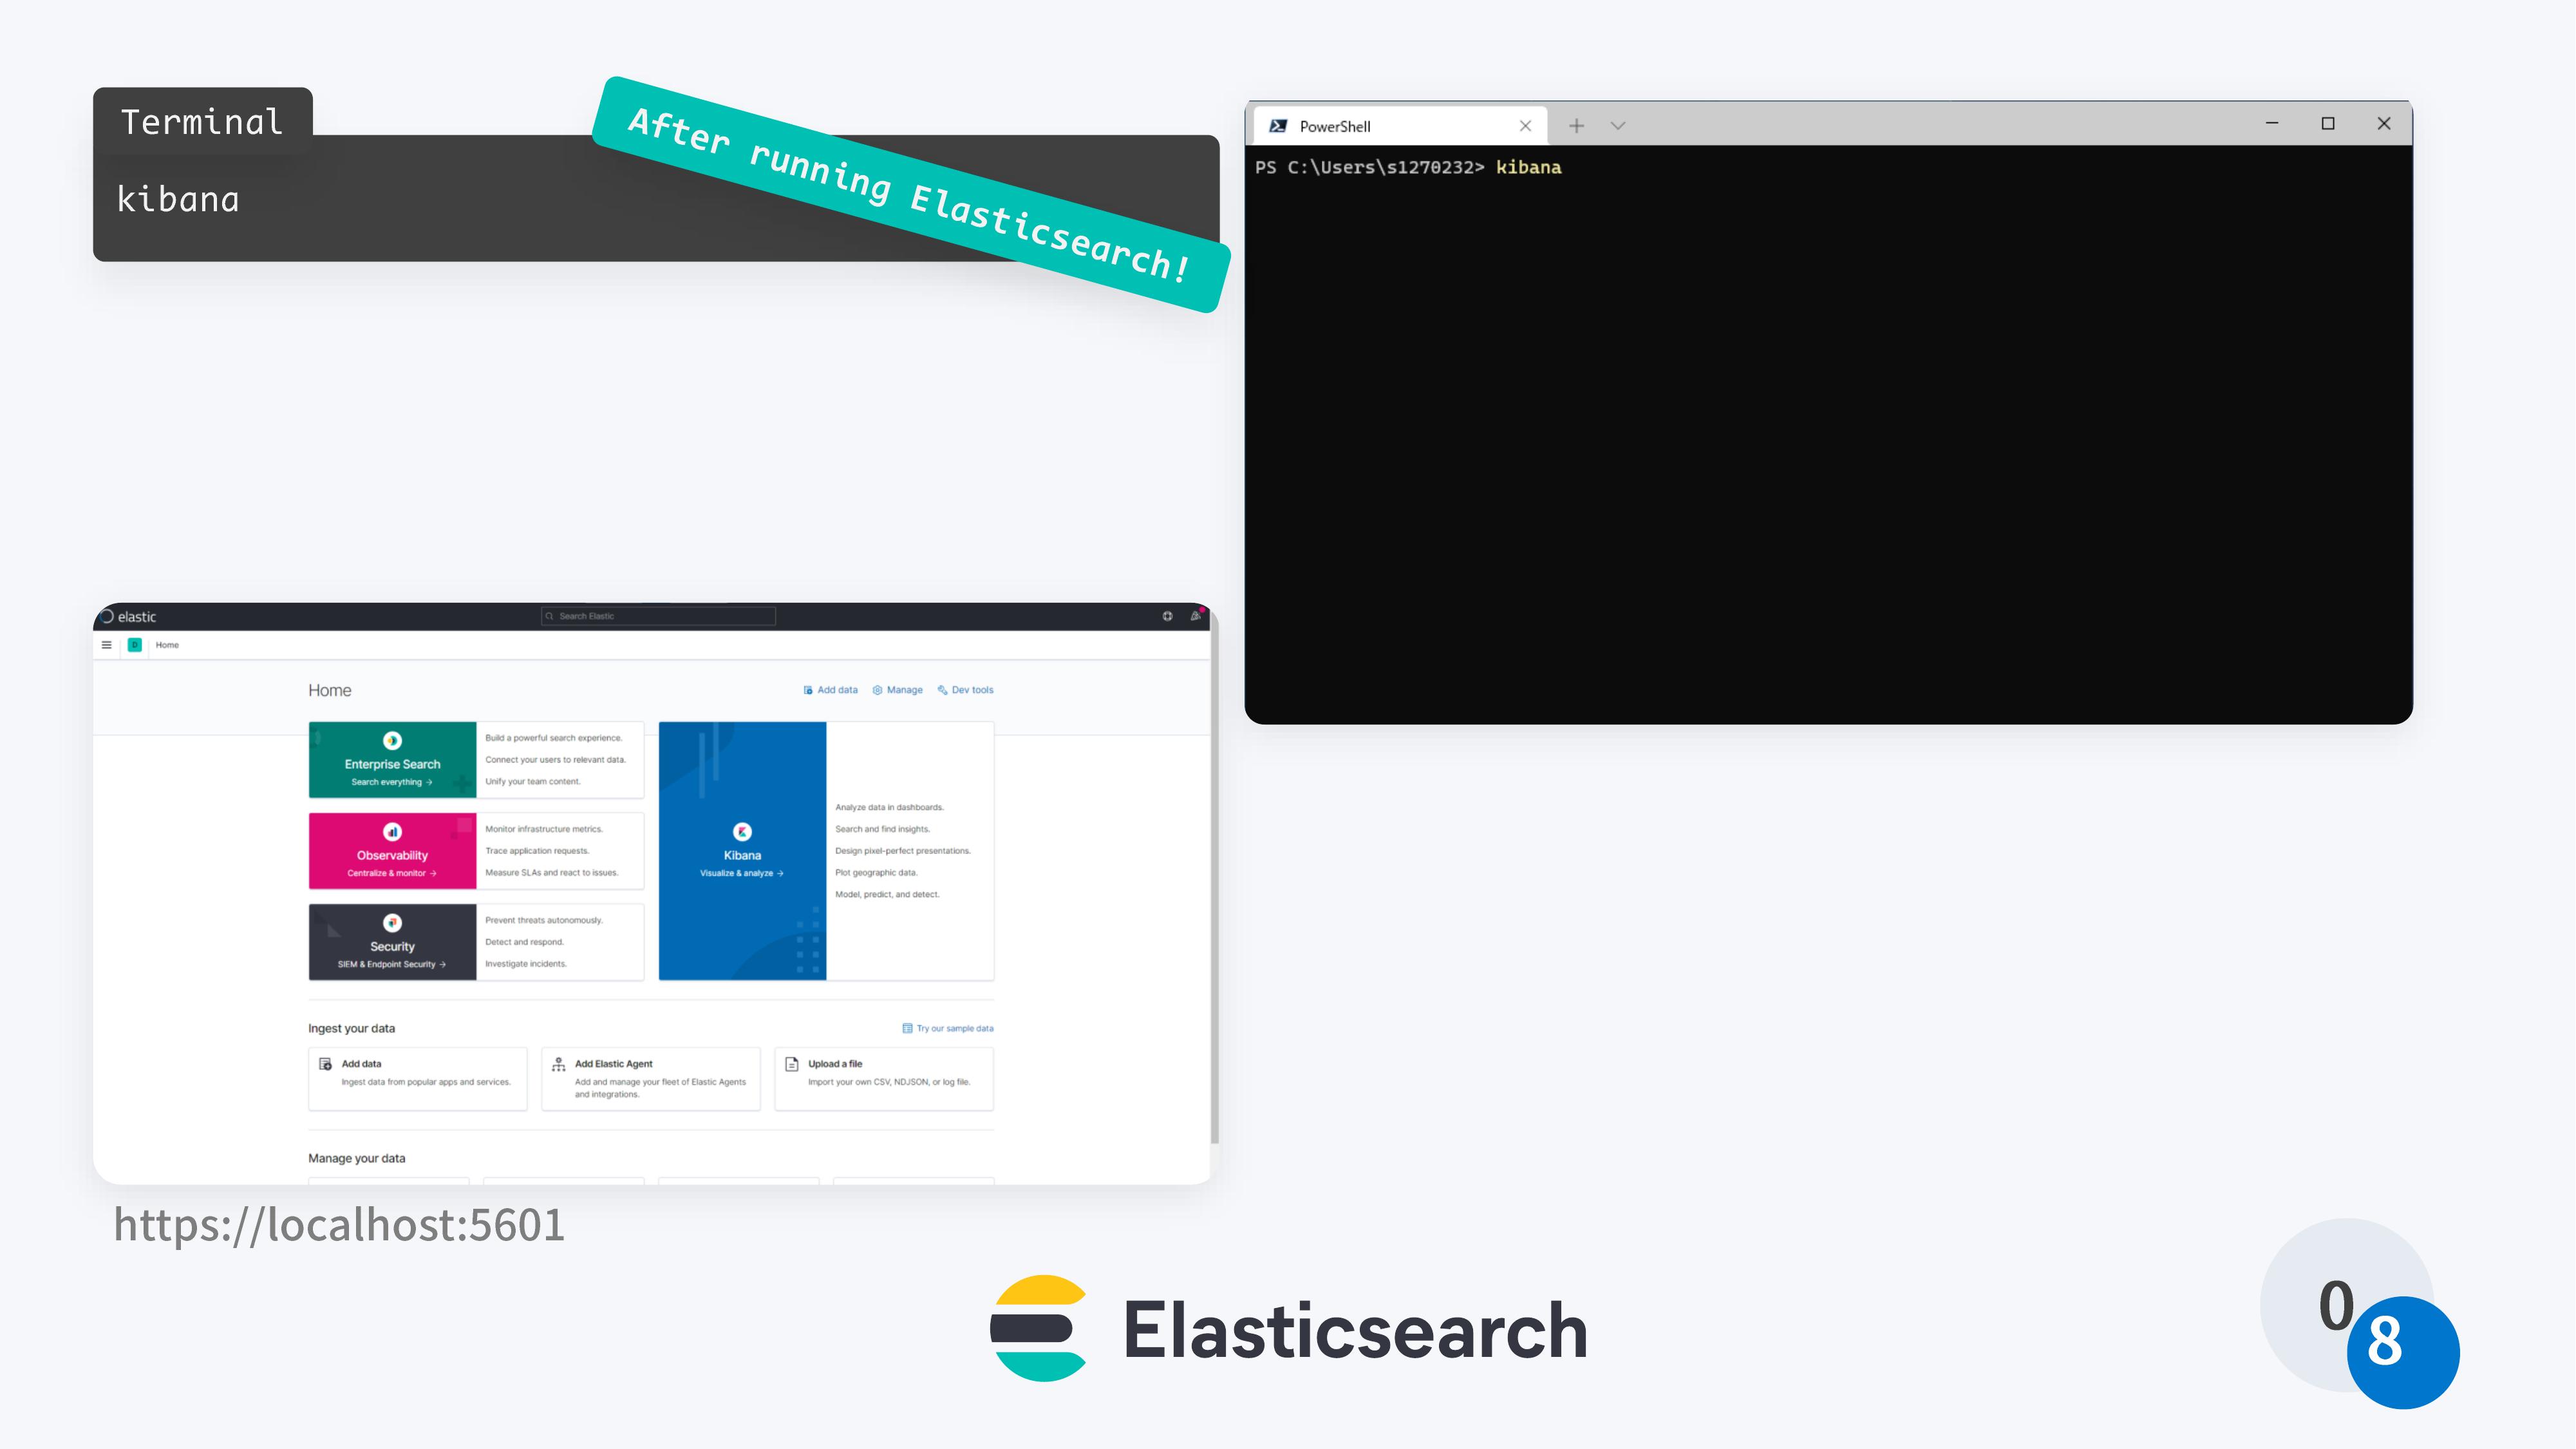 Terminal
kibana
After running Elasticsearch!
PowerShell
PS C:\Users\s1270232> kibana
elastic
Search Elastic
D
Home
Home
Add data
Manage
Dev tools
Enterprise Search
Search everything →
Build a powerful search experience.
Connect your users to relevant data.
Unify your team content.
Observability
Centralize & monitor →
Monitor infrastructure metrics.
Trace application requests.
Measure SLAs and react to issues.
Security
SIEM & Endpoint Security →
Prevent threats autonomously.
Detect and respond.
Investigate incidents.
Kibana
Visualize & analyze →
Analyze data in dashboards.
Search and find insights.
Design pixel-perfect presentations.
Plot geographic data.
Model, predict, and detect.
Ingest your data
Try our sample data
Add data
Ingest data from popular apps and services.
Add Elastic Agent
Add and manage your fleet of Elastic Agents
and integrations.
Upload a file
Import your own CSV, NDJSON, or log file.
Manage your data
https://localhost:5601
Elasticsearch
0
8